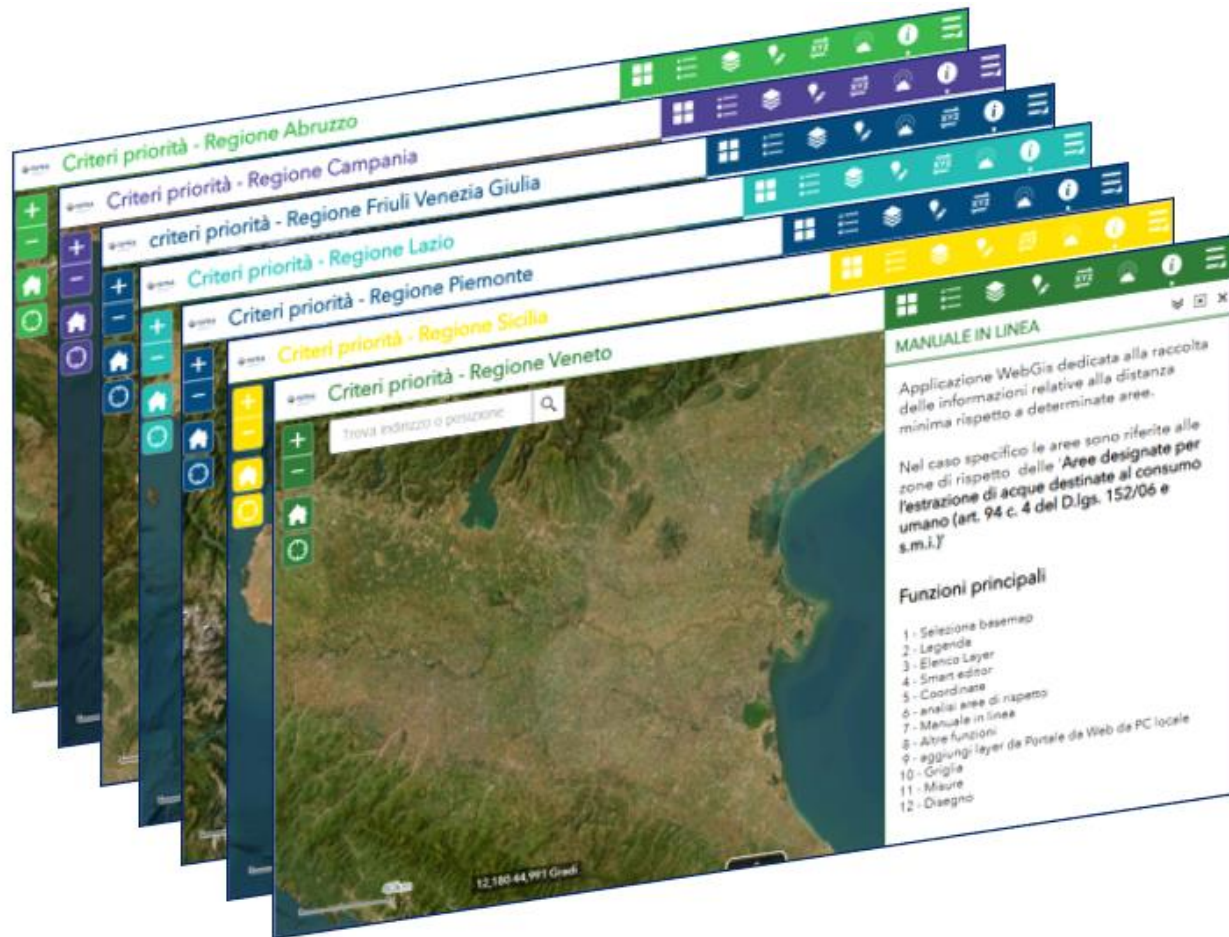 Criteri priorità - Regione Abruzzo
Criteri priorità - Regione Campania
criteri priorità - Regione Friuli Venezia Giulia
Criteri priorità - Regione Lazio
Criteri priorità - Regione Piemonte
Criteri priorità - Regione Sicilia
Criteri priorità - Regione Veneto
Trova indirizzo o posizione
MANUALE IN LINEA
Applicazione WebGis dedicata alla raccolta
delle informazioni relative alla distanza
minima rispetto a determinate aree.
Nel caso specifico le aree sono riferite alle
zone di rispetto delle 'Aree designate per
l'estrazione di acque destinate al consumo
umano (art. 94 c. 4 del D.lgs. 152/06 e
s.m.i.)'
Funzioni principali
1 - Seleziona basemap
2 - Legenda
3 - Elenco Layer
4 - Smart editor
5 - Coordinate
6 - analisi aree di rispetto
7 - Manuale in linea
8 - Altre funzioni
9 - aggiungi layer da Portale da Web da PC locale
10 - Griglia
11 - Misure
12 - Disegno
12,180 44,991 Gradi